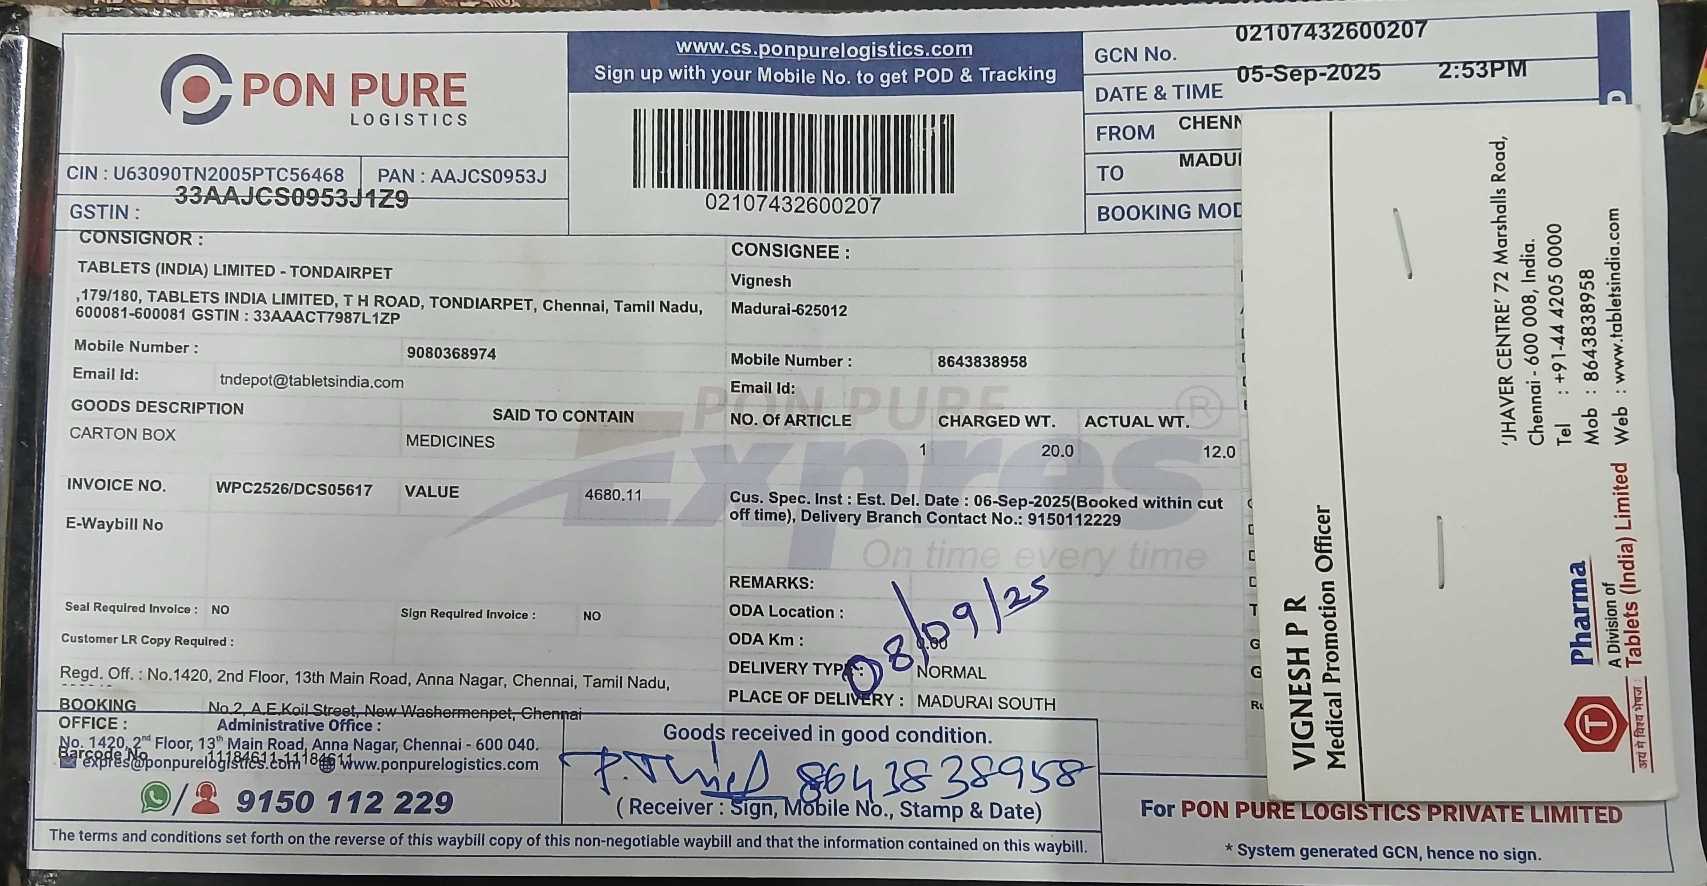 PON PURE
LOGISTICS
www.cs.ponpurelogistics.com
Sign up with your Mobile No. to get POD & Tracking
02107432600207
GCN No. 02107432600207
DATE & TIME 05-Sep-2025 2:53PM
FROM CHENN
TO MADUI
BOOKING MOD
CIN : U63090TN2005PTC56468 PAN : AAJCS0953J
GSTIN : 33AAJCS0953J1Z9
CONSIGNOR :
TABLETS (INDIA) LIMITED - TONDAIRPET
,179/180, TABLETS INDIA LIMITED, T H ROAD, TONDIARPET, Chennai, Tamil Nadu,
600081-600081 GSTIN : 33AAACT7987L1ZP
Mobile Number : 9080368974
Email Id: tndepot@tabletsindia.com
CONSIGNEE :
Vignesh
Madurai-625012
Mobile Number : 8643838958
Email Id:
GOODS DESCRIPTION SAID TO CONTAIN
CARTON BOX MEDICINES
NO. Of ARTICLE CHARGED WT. ACTUAL WT.
1 20.0 12.0
PON PURE
Expres ®
On time every time
INVOICE NO. WPC2526/DCS05617 VALUE 4680.11
E-Waybill No
Cus. Spec. Inst : Est. Del. Date : 06-Sep-2025(Booked within cut
off time), Delivery Branch Contact No.: 9150112229
Seal Required Invoice : NO Sign Required Invoice : NO
Customer LR Copy Required :
REMARKS:
ODA Location :
ODA Km : 0.00
DELIVERY TYPE : NORMAL
PLACE OF DELIVERY : MADURAI SOUTH
08/09/25
Regd. Off. : No.1420, 2nd Floor, 13th Main Road, Anna Nagar, Chennai, Tamil Nadu,
BOOKING OFFICE : No.2, A.E.Koil Street, New Washermenpet, Chennai
Administrative Office :
No. 1420, 2nd Floor, 13th Main Road, Anna Nagar, Chennai - 600 040.
Barcode No 11184611-11184611
expres@ponpurelogistics.com www.ponpurelogistics.com
9150 112 229
Goods received in good condition.
8643838958
( Receiver : Sign, Mobile No., Stamp & Date)
The terms and conditions set forth on the reverse of this waybill copy of this non-negotiable waybill and that the information contained on this waybill.
For PON PURE LOGISTICS PRIVATE LIMITED
* System generated GCN, hence no sign.
VIGNESH P R
Medical Promotion Officer
'JHAVER CENTRE' 72 Marshalls Road,
Chennai - 600 008, India.
Tel : +91-44 4205 0000
Mob : 8643838958
Web : www.tabletsindia.com
Pharma
A Division of
Tablets (India) Limited